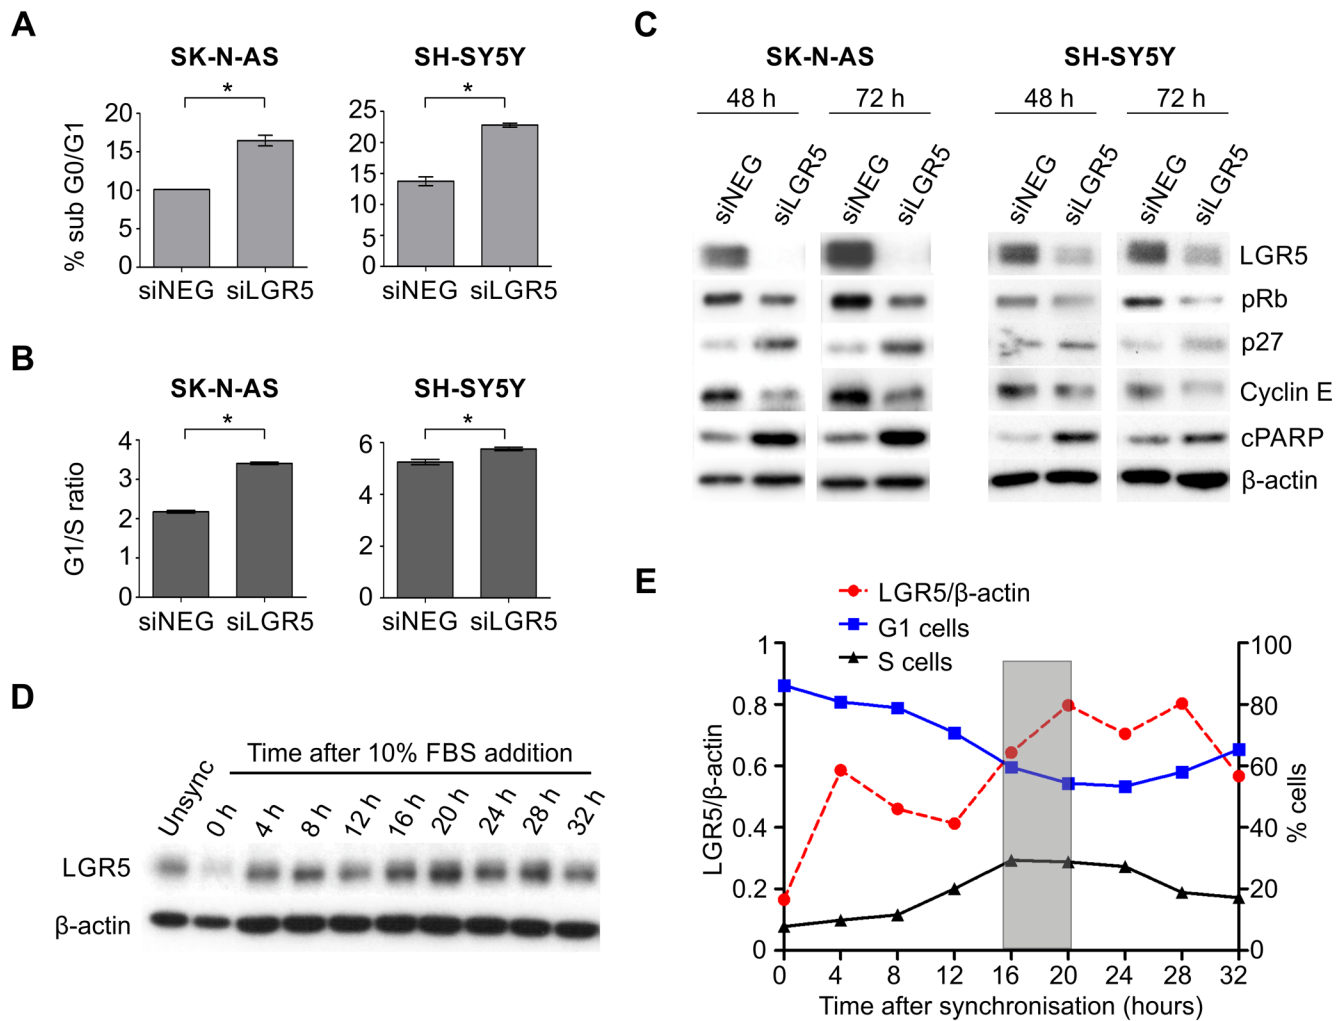 A
SK-N-AS
SH-SY5Y
*
*
% sub G0/G1
20
15
10
5
0
25
20
15
10
5
0
siNEG siLGR5
siNEG siLGR5
B
SK-N-AS
SH-SY5Y
*
*
G1/S ratio
4
3
2
1
0
6
4
2
0
siNEG siLGR5
siNEG siLGR5
C
SK-N-AS
SH-SY5Y
48 h
72 h
48 h
72 h
siNEG
siLGR5
siNEG
siLGR5
siNEG
siLGR5
siNEG
siLGR5
LGR5
pRb
p27
Cyclin E
cPARP
β-actin
D
Time after 10% FBS addition
Unsync
0 h
4 h
8 h
12 h
16 h
20 h
24 h
28 h
32 h
LGR5
β-actin
E
LGR5/β-actin
G1 cells
S cells
LGR5/β-actin
1
0.8
0.6
0.4
0.2
0
100
80
60
40
20
0
% cells
0 4 8 12 16 20 24 28 32
Time after synchronisation (hours)